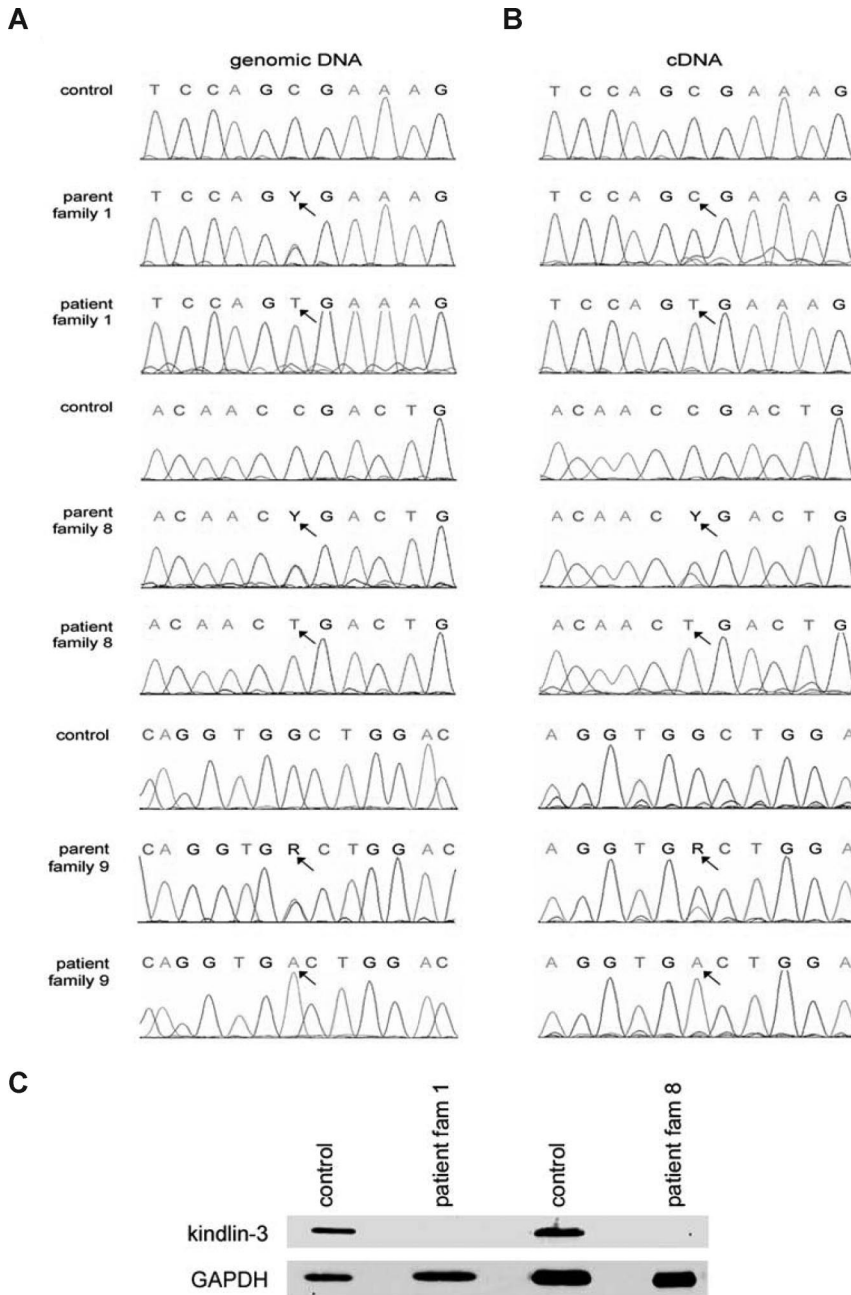 A
B
genomic DNA
cDNA
control
T C C A G C G A A A G
T C C A G C G A A A G
parent
family 1
T C C A G Y G A A A G
T C C A G C G A A A G
patient
family 1
T C C A G T G A A A G
T C C A G T G A A A G
control
A C A A C C G A C T G
A C A A C C G A C T G
parent
family 8
A C A A C Y G A C T G
A C A A C Y G A C T G
patient
family 8
A C A A C T G A C T G
A C A A C T G A C T G
control
C A G G T G G C T G G A C
A G G T G G C T G G A
parent
family 9
C A G G T G R C T G G A C
A G G T G R C T G G A
patient
family 9
C A G G T G A C T G G A C
A G G T G A C T G G A
C
control
patient fam 1
control
patient fam 8
kindlin-3
GAPDH